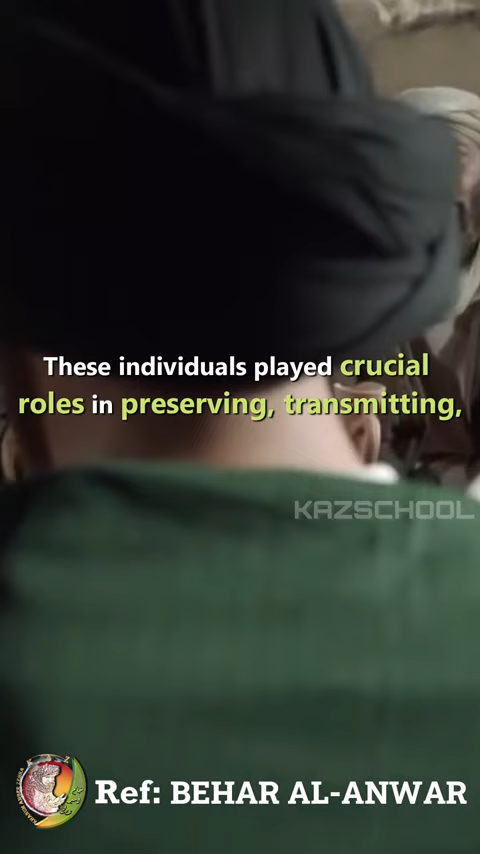 These individuals played crucial
roles in preserving, transmitting,
KAZSCHOOL
Ref: BEHAR AL-ANWAR